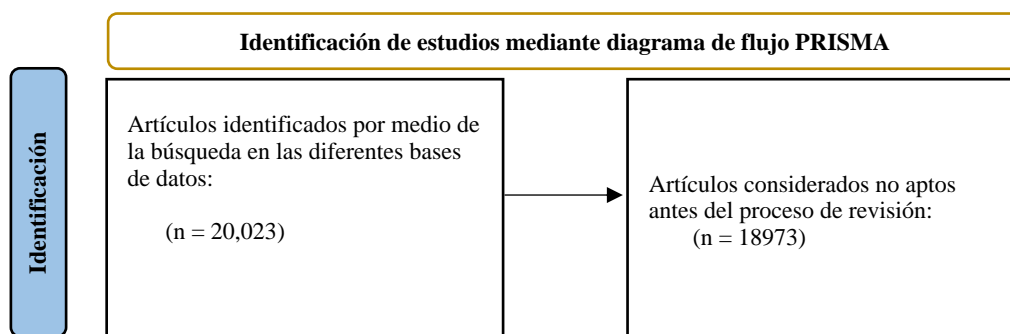 Identificación de estudios mediante diagrama de flujo PRISMA
Identificación
Artículos identificados por medio de
la búsqueda en las diferentes bases
de datos:
(n = 20,023)
Artículos considerados no aptos
antes del proceso de revisión:
(n = 18973)